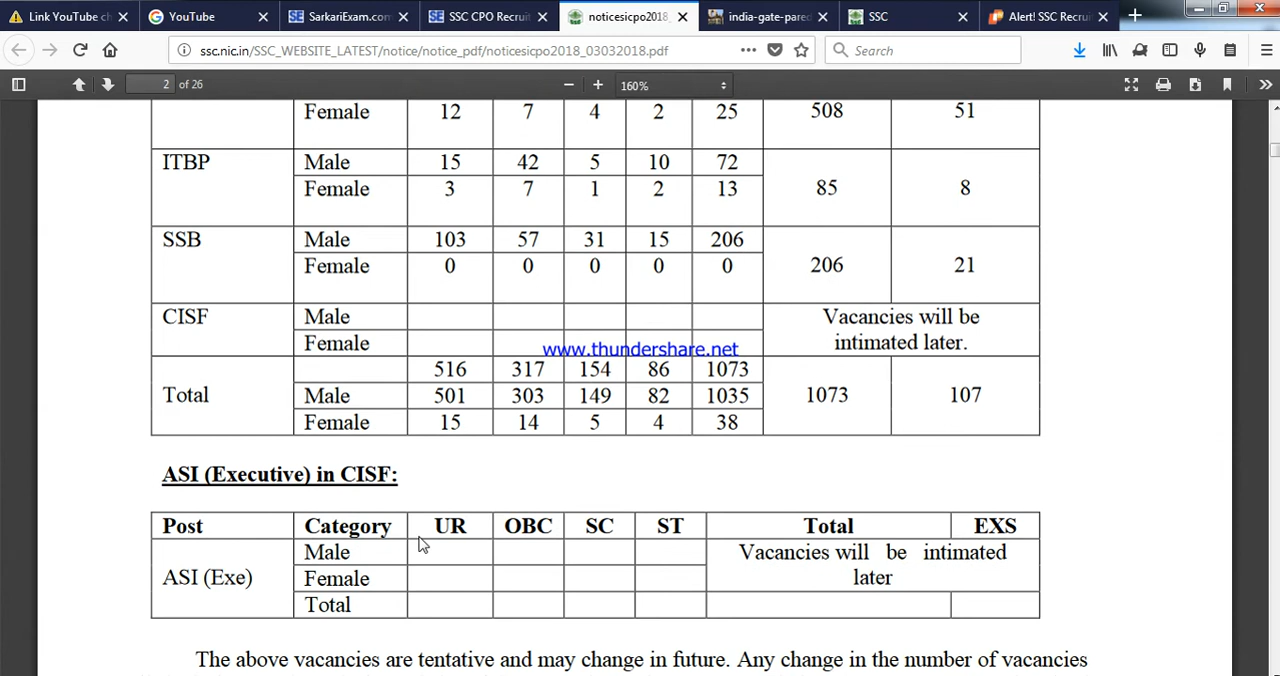 Link YouTube ch
YouTube
SarkariExam.com
SSC CPO Recruit
noticesicpo2018_
india-gate-pared
SSC
Alert! SSC Recru
ssc.nic.in/SSC_WEBSITE_LATEST/notice/notice_pdf/noticesicpo2018_03032018.pdf
Search
2 of 26
160%
Female 12 7 4 2 25 508 51
ITBP Male 15 42 5 10 72
Female 3 7 1 2 13 85 8
SSB Male 103 57 31 15 206
Female 0 0 0 0 0 206 21
CISF Male Vacancies will be
Female intimated later.
www.thundershare.net
516 317 154 86 1073
Total Male 501 303 149 82 1035 1073 107
Female 15 14 5 4 38
ASI (Executive) in CISF:
Post Category UR OBC SC ST Total EXS
Male Vacancies will be intimated
ASI (Exe) Female later
Total
The above vacancies are tentative and may change in future. Any change in the number of vacancies